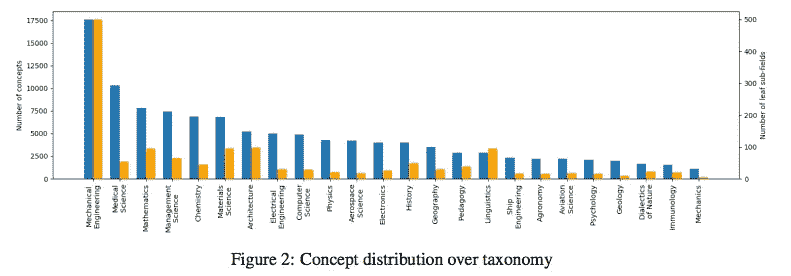 17500
15000
12500
10000
7500
5000
2500
0
Number of concepts
500
400
300
200
100
0
Number of leaf sub-fields
Mechanical
Engineering
Medical
Science
Mathematics
Management
Science
Chemistry
Materials
Science
Architecture
Electrical
Engineering
Computer
Science
Physics
Aerospace
Science
Electronics
History
Geography
Pedagogy
Linguistics
Ship
Engineering
Agronomy
Aviation
Science
Psychology
Geology
Dialectics
of Nature
Immunology
Mechanics
Figure 2: Concept distribution over taxonomy